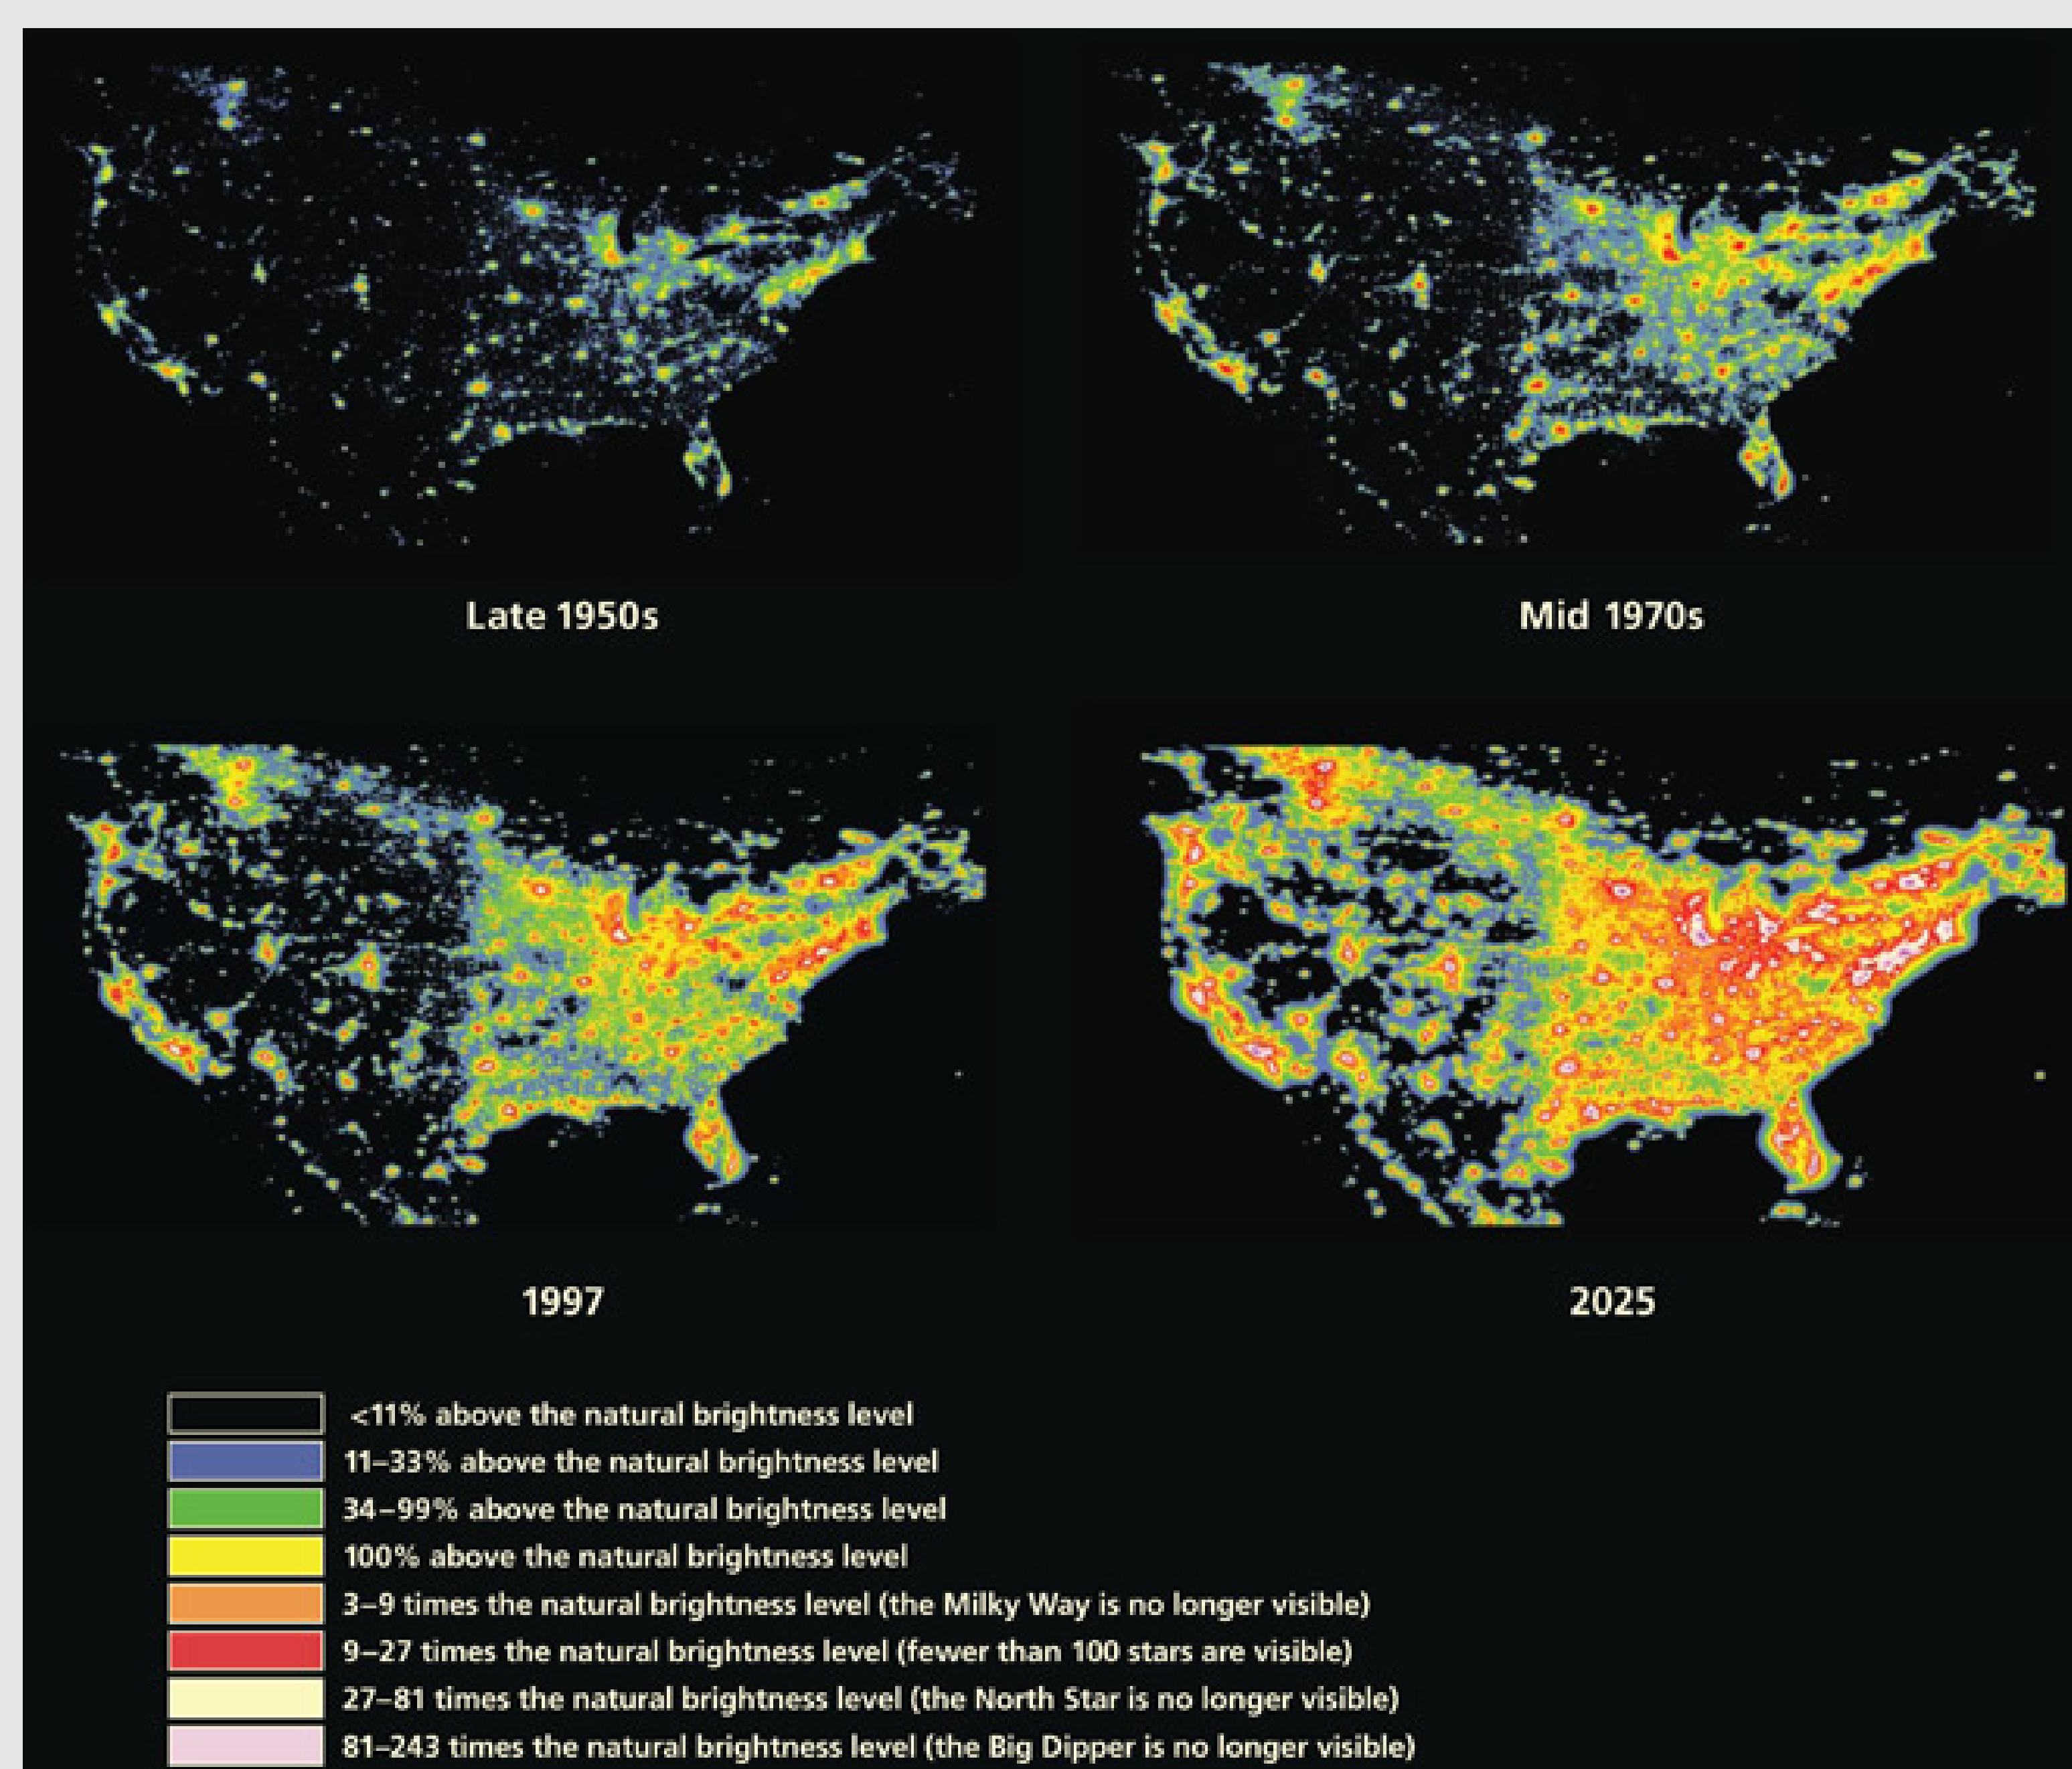 Late 1950s
Mid 1970s
1997
2025
<11% above the natural brightness level
11–33% above the natural brightness level
34–99% above the natural brightness level
100% above the natural brightness level
3–9 times the natural brightness level (the Milky Way is no longer visible)
9–27 times the natural brightness level (fewer than 100 stars are visible)
27–81 times the natural brightness level (the North Star is no longer visible)
81–243 times the natural brightness level (the Big Dipper is no longer visible)